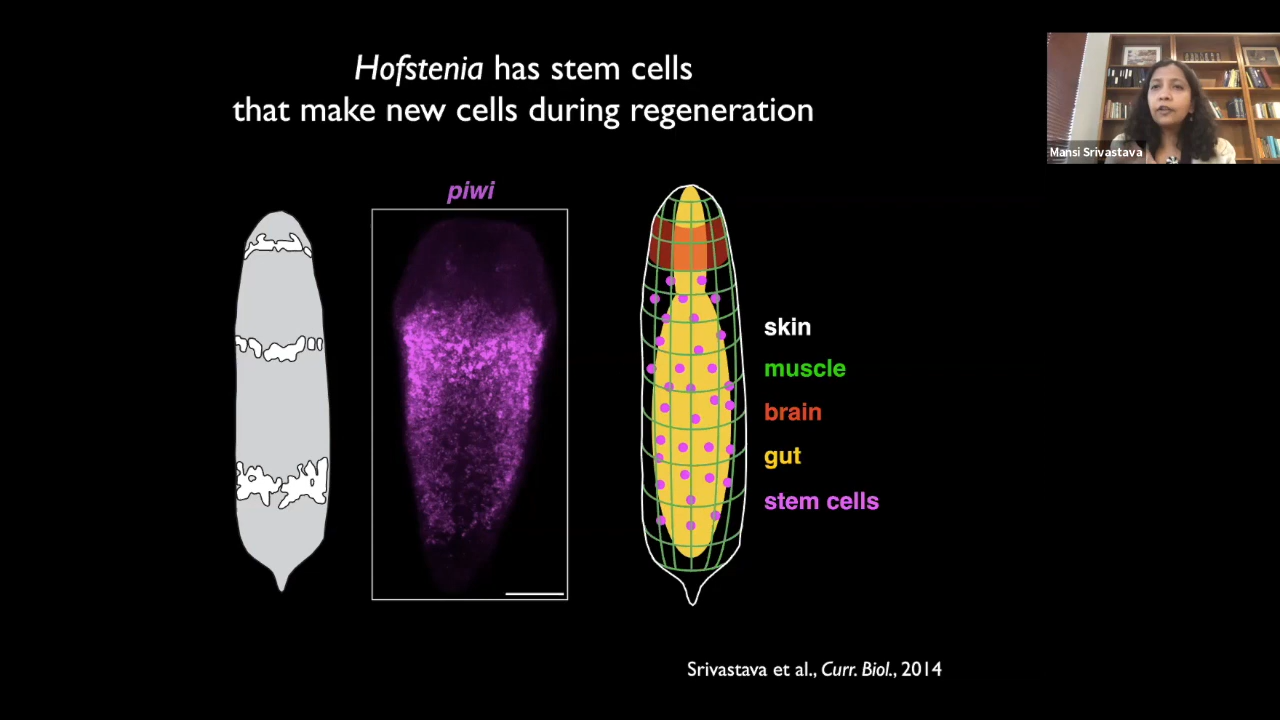 Hofstenia has stem cells
that make new cells during regeneration
Mansi Srivastava
piwi
skin
muscle
brain
gut
stem cells
Srivastava et al., Curr. Biol., 2014